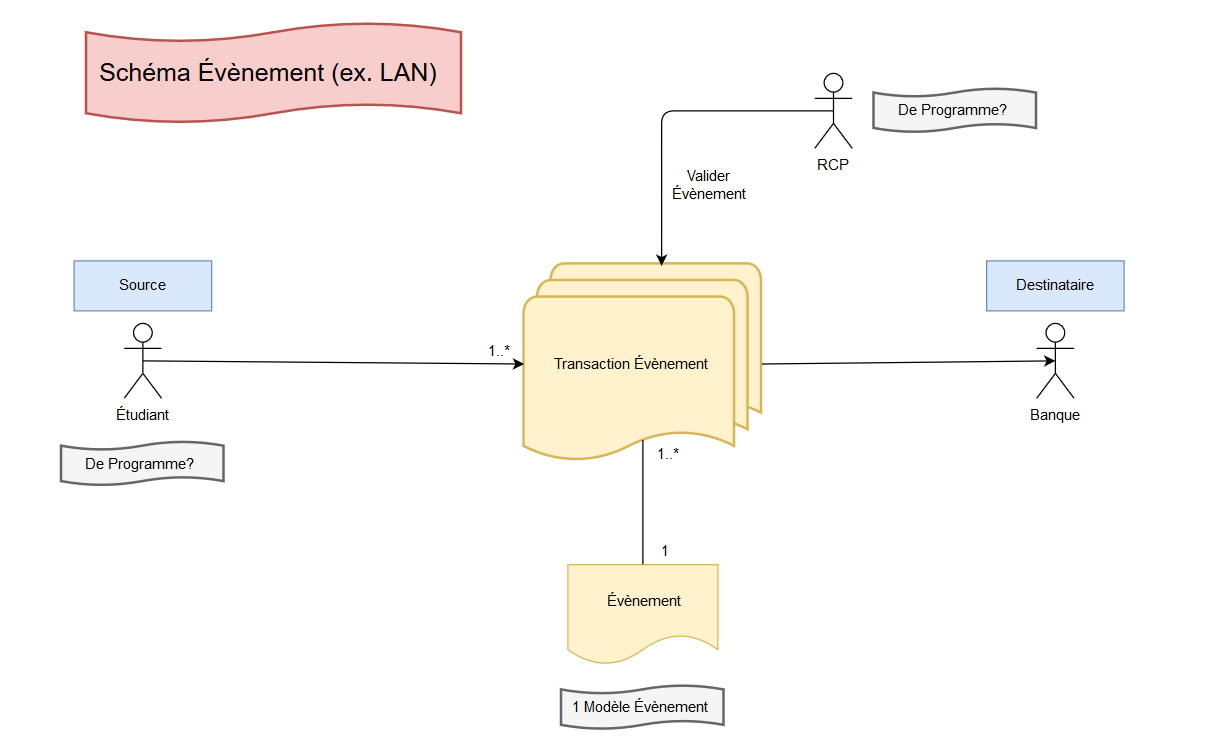 Schéma Évènement (ex. LAN)
De Programme?
RCP
Valider
Évènement
Source
Destinataire
1..*
Transaction Évènement
Étudiant
Banque
De Programme?
1..*
1
Évènement
1 Modèle Évènement